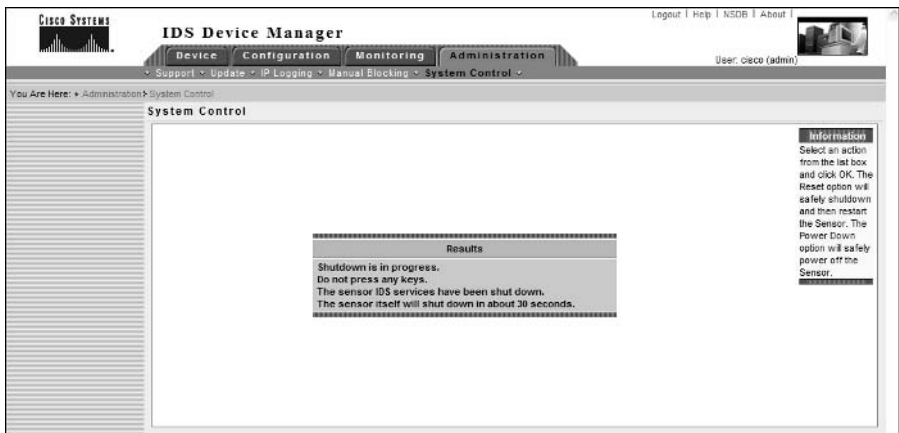 CISCO SYSTEMS
Logout | Help | NSDB | About |
IDS Device Manager
Device Configuration Monitoring Administration
User: cisco (admin)
Support Update IP Logging Manual Blocking System Control
You Are Here: Administration System Control
System Control
Information
Select an action
from the list box
and click OK. The
Reset option will
safely shutdown
and then restart
the Sensor. The
Power Down
option will safely
power off the
Sensor.
Results
Shutdown is in progress.
Do not press any keys.
The sensor IDS services have been shut down.
The sensor itself will shut down in about 30 seconds.